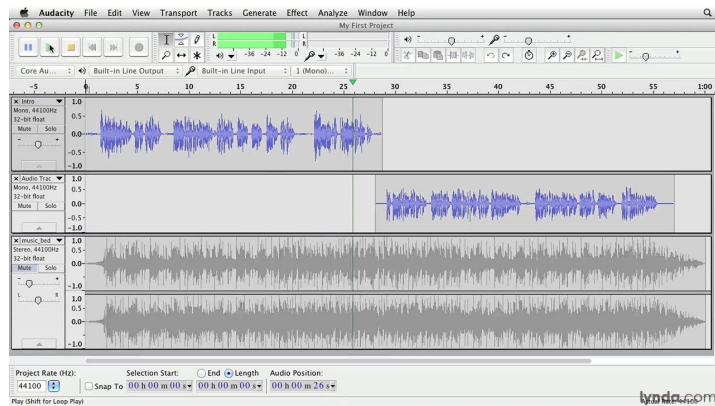 Audacity File Edit View Transport Tracks Generate Effect Analyze Window Help
My First Project
L
R
-36 -24 -12 0
L
R
-36 -24 -12 0
Core Au... Built-in Line Output Built-in Line Input 1 (Mono)...
-5 0 5 10 15 20 25 30 35 40 45 50 55 1:00
Intro
Mono, 44100Hz
32-bit float
Mute Solo
- +
1.0
0.5-
0.0-
-0.5-
-1.0
Audio Trac
Mono, 44100Hz
32-bit float
Mute Solo
1.0
0.5-
0.0-
-0.5-
-1.0
music_bed
Stereo, 44100Hz
32-bit float
Mute Solo
- +
L R
1.0
0.5-
0.0-
-1.0
1.0
0.5-
0.0-
-1.0
Project Rate (Hz): Selection Start: End Length Audio Position:
44100 Snap To 00 h 00 m 00 s 00 h 00 m 00 s 00 h 00 m 26 s
Play (Shift for Loop Play)
Actual Rate: 44100
lynda.com